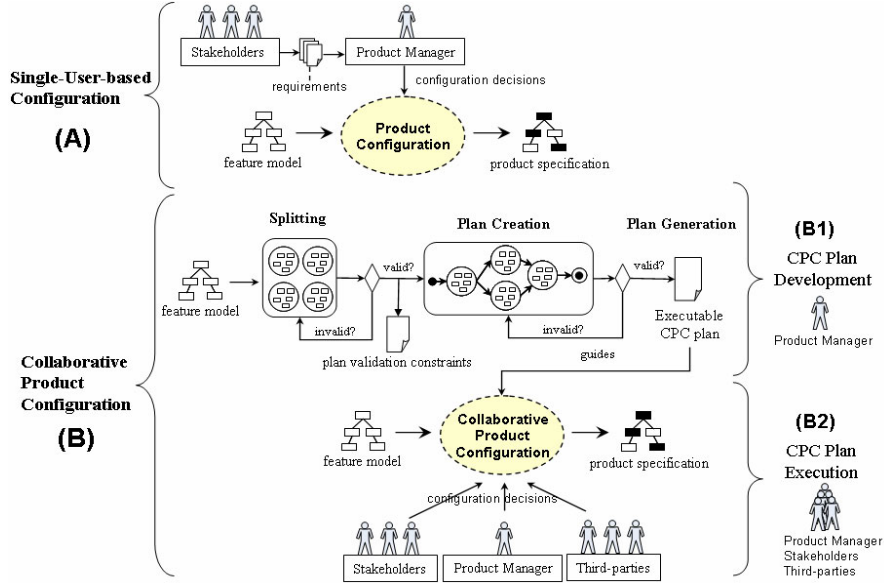 Stakeholders
Product Manager
requirements
configuration decisions
Single-User-based
Configuration
(A)
Product
Configuration
feature model
product specification
Splitting
Plan Creation
Plan Generation
(B1)
CPC Plan
Development
Product Manager
valid?
valid?
valid?
feature model
invalid?
invalid?
plan validation constraints
Executable
CPC plan
guides
Collaborative
Product
Configuration
(B)
Collaborative
Product
Configuration
feature model
product specification
(B2)
CPC Plan
Execution
configuration decisions
Stakeholders
Product Manager
Third-parties
Product Manager
Stakeholders
Third-parties